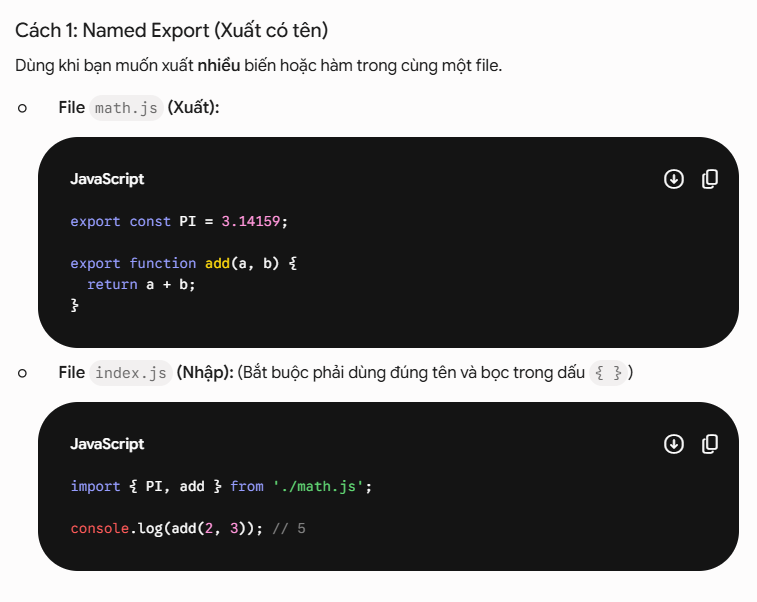 Cách 1: Named Export (Xuất có tên)
Dùng khi bạn muốn xuất nhiều biến hoặc hàm trong cùng một file.
File math.js (Xuất):
JavaScript
export const PI = 3.14159;
export function add(a, b) {
  return a + b;
}
File index.js (Nhập): (Bắt buộc phải dùng đúng tên và bọc trong dấu { })
JavaScript
import { PI, add } from './math.js';
console.log(add(2, 3)); // 5